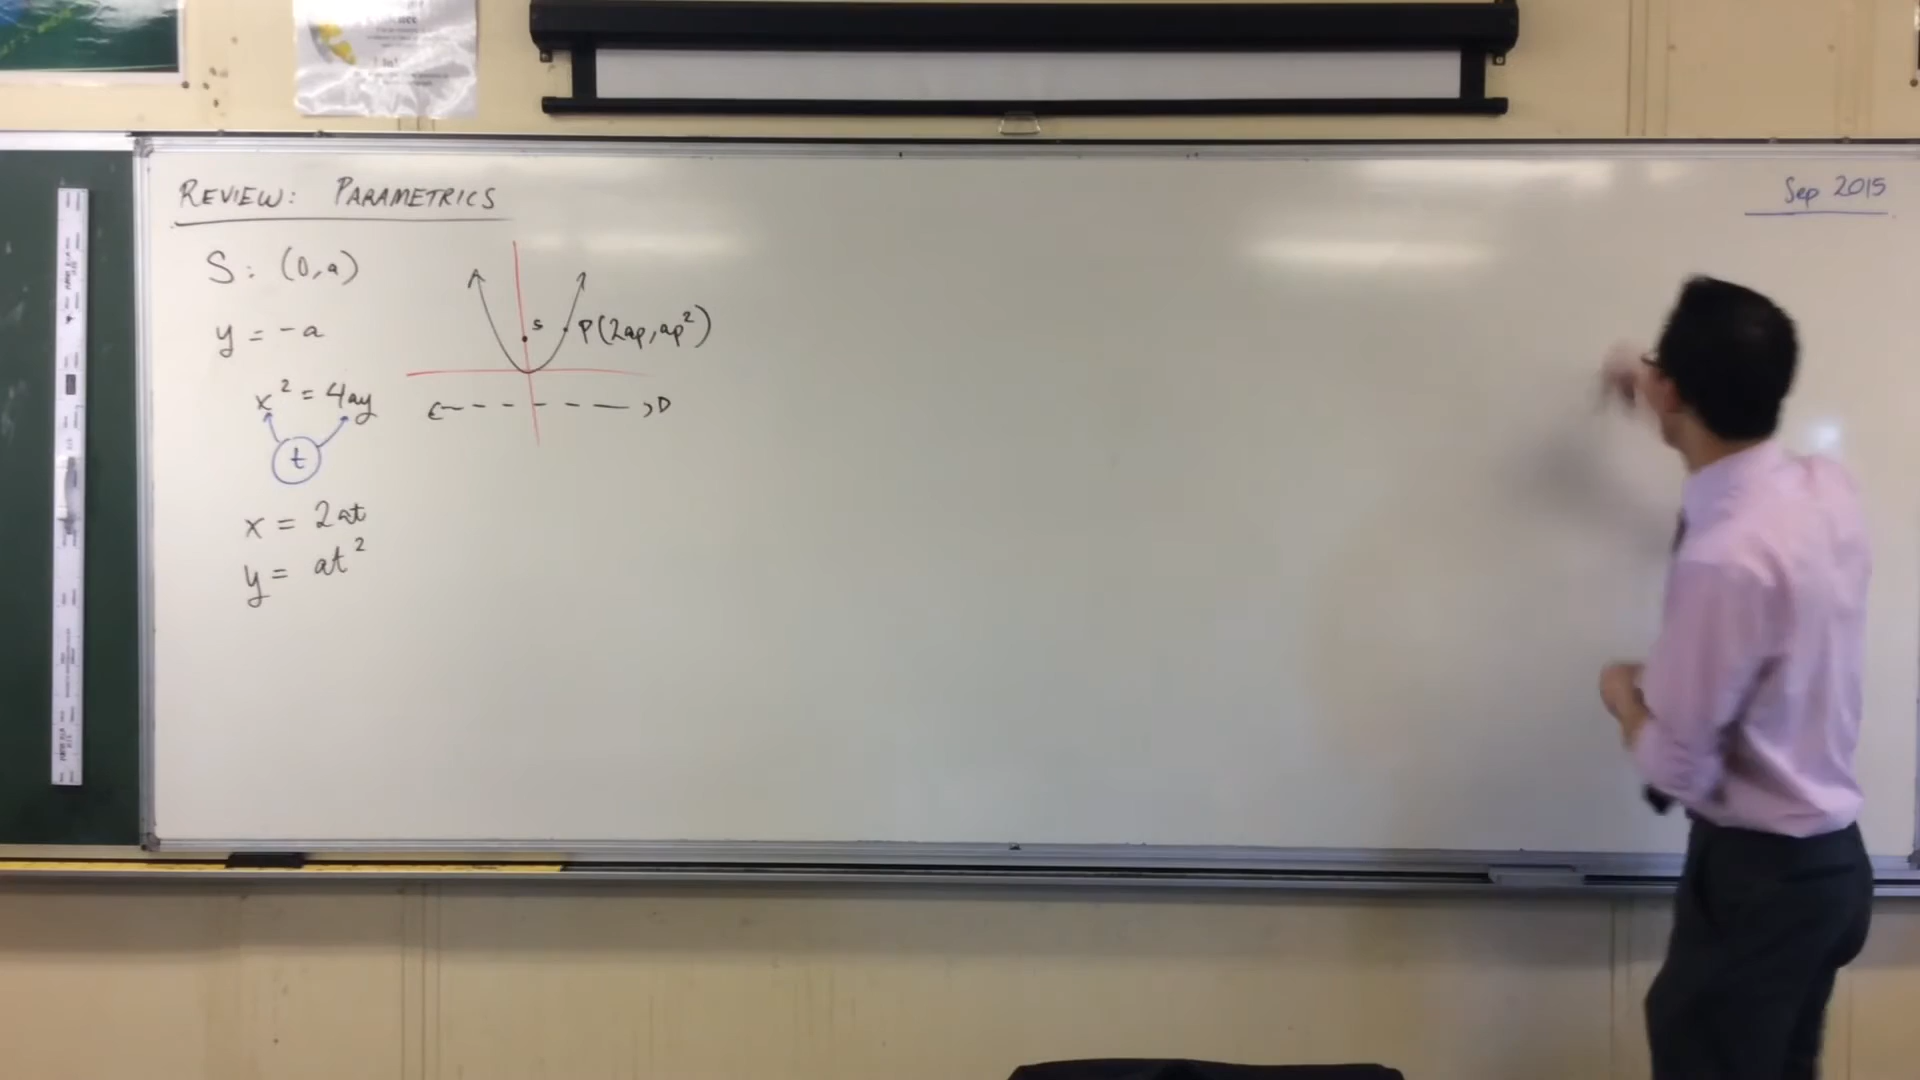 REVIEW: PARAMETRICS
Sep 2015
S: (0,a)
y = -a
x² = 4ay
t
x = 2at
y = at²
S
P(2ap, ap²)
D